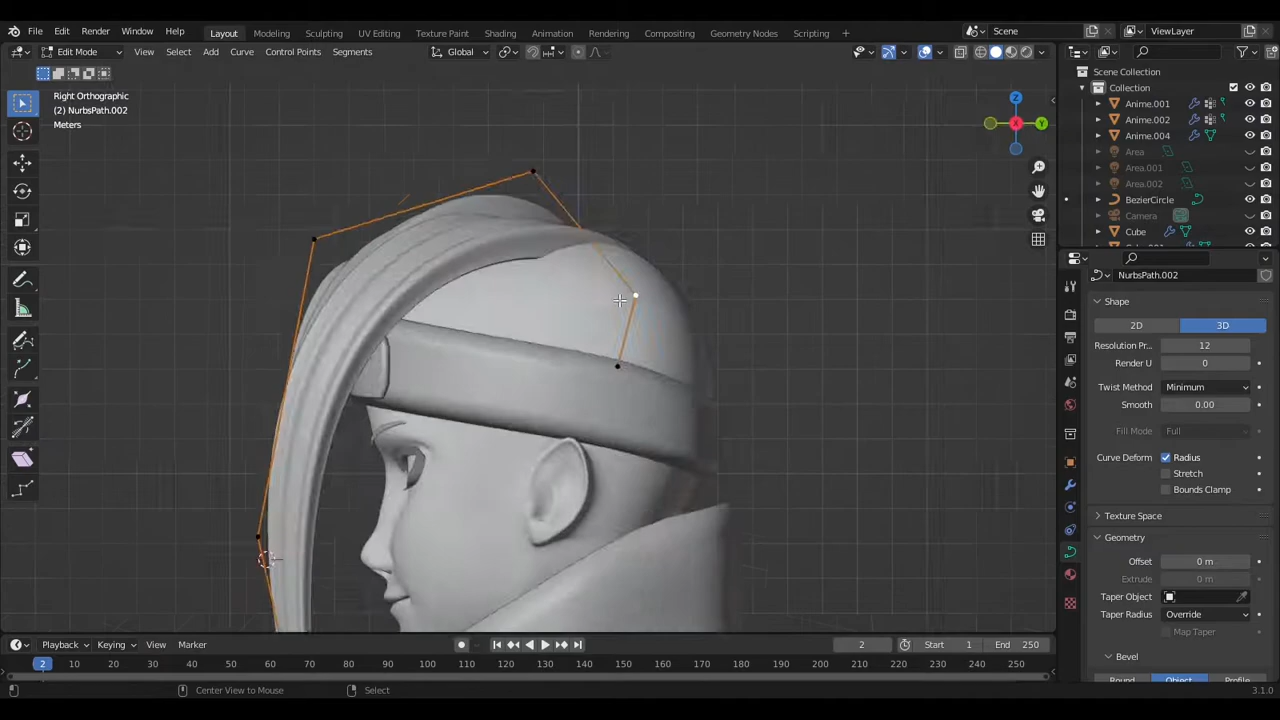 File Edit Render Window Help Layout Modeling Sculpting UV Editing Texture Paint Shading Animation Rendering Compositing Geometry Nodes Scripting + Scene ViewLayer
Edit Mode View Select Add Curve Control Points Segments Global
Right Orthographic
(2) NurbsPath.002
Meters
Z
X
Y
Scene Collection
Collection
Anime.001
Anime.002
Anime.004
Area
Area.001
Area.002
BezierCircle
Camera
Cube
NurbsPath.002
Shape
2D 3D
Resolution Pr... 12
Render U 0
Twist Method Minimum
Smooth 0.00
Fill Mode Full
Curve Deform Radius
Stretch
Bounds Clamp
Texture Space
Geometry
Offset 0 m
Extrude 0 m
Taper Object
Taper Radius Override
Map Taper
Bevel
Round Object Profile
Playback Keying View Marker 2 Start 1 End 250
2 10 20 30 40 50 60 70 80 90 100 110 120 130 140 150 160 170 180 190 200 210 220 230 240 250
Center View to Mouse Select 3.1.0